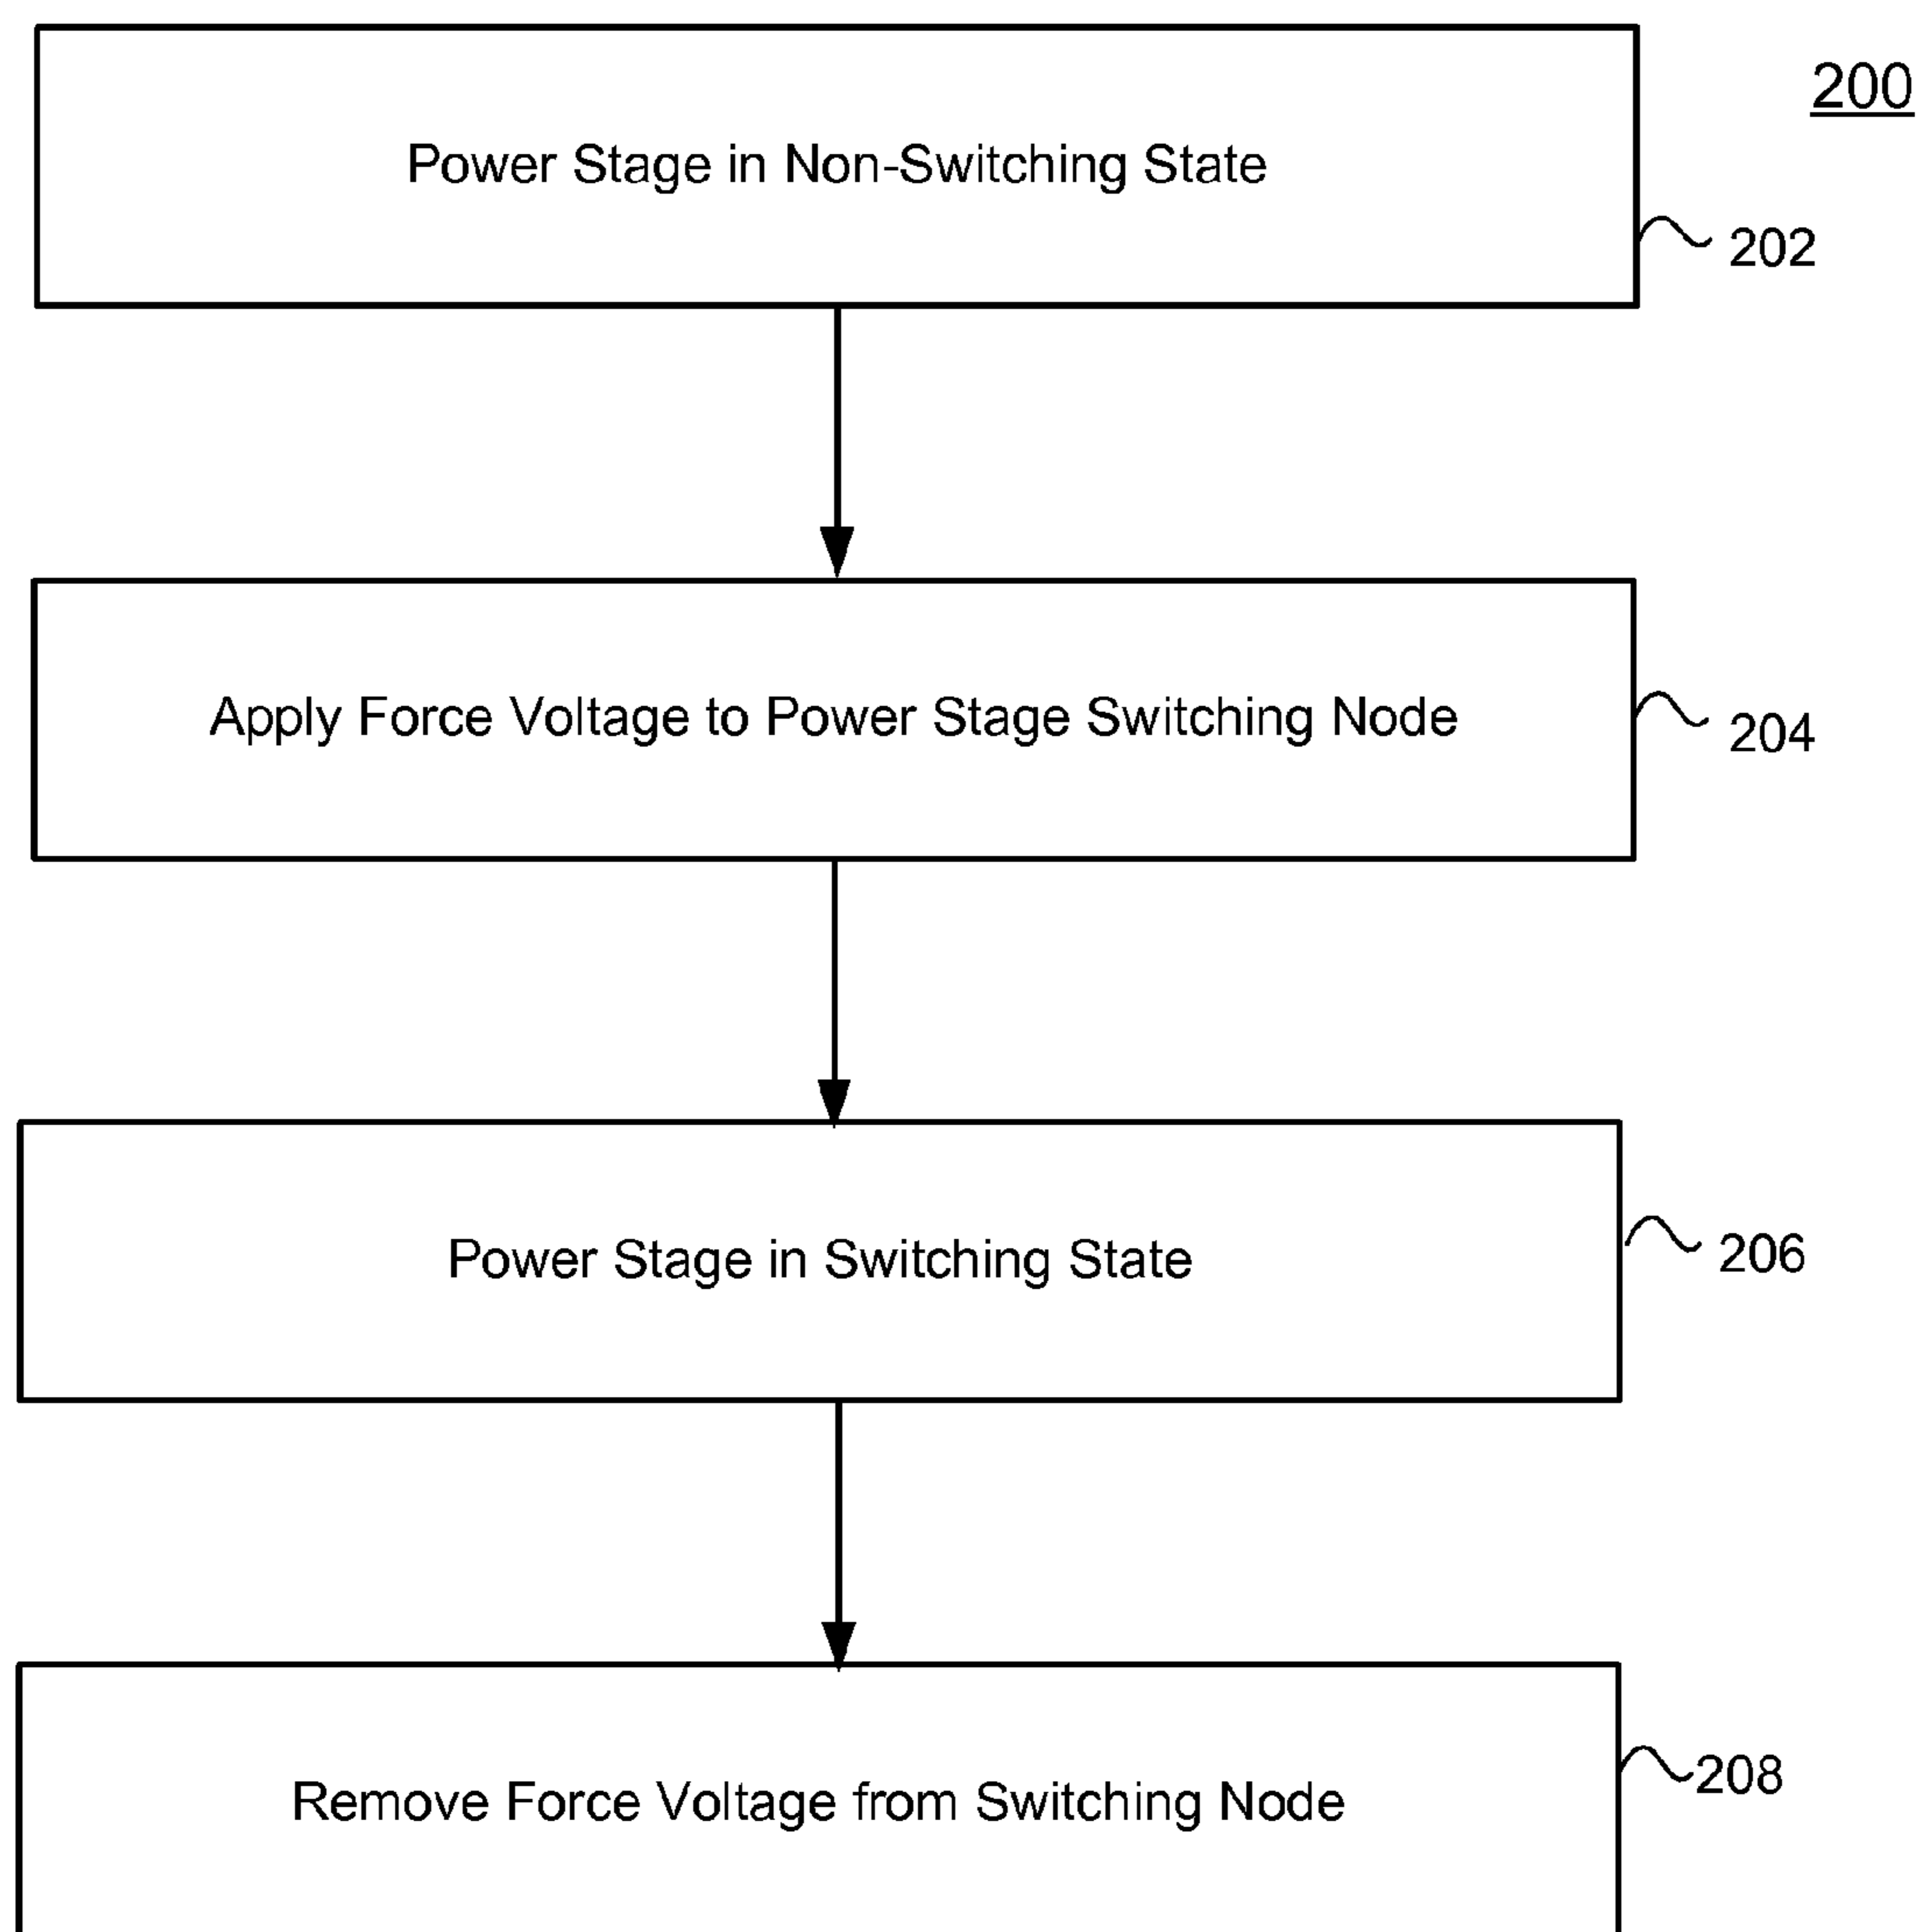 200
Power Stage in Non-Switching State
202
Apply Force Voltage to Power Stage Switching Node
204
Power Stage in Switching State
206
Remove Force Voltage from Switching Node
208